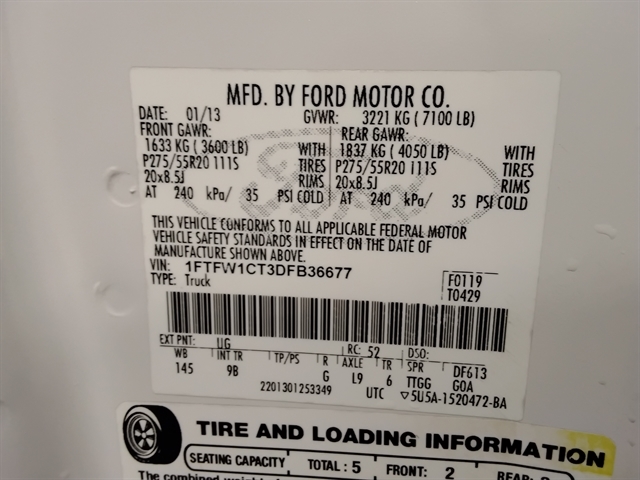 MFD. BY FORD MOTOR CO.
DATE: 01/13 GVWR: 3221 KG ( 7100 LB)
FRONT GAWR: REAR GAWR:
1633 KG ( 3600 LB) WITH 1837 KG ( 4050 LB) WITH
P275/55R20 111S TIRES P275/55R20 111S TIRES
20x8.5J RIMS 20x8.5J RIMS
AT 240 kPa/ 35 PSI COLD AT 240 kPa/ 35 PSI COLD
THIS VEHICLE CONFORMS TO ALL APPLICABLE FEDERAL MOTOR
VEHICLE SAFETY STANDARDS IN EFFECT ON THE DATE OF
MANUFACTURE SHOWN ABOVE.
VIN: 1FTFW1CT3DFB36677 F0119
TYPE: Truck T0429
EXT PNT: UG RC: 52 DSO:
WB INT TR TP/PS R AXLE TR SPR DF613
145 9B G L9 6 TTGG GOA
2201301253349 UTC ▽5U5A-1520472-BA
Ford
TIRE AND LOADING INFORMATION
SEATING CAPACITY TOTAL : 5 FRONT: 2 REAR:
The combined